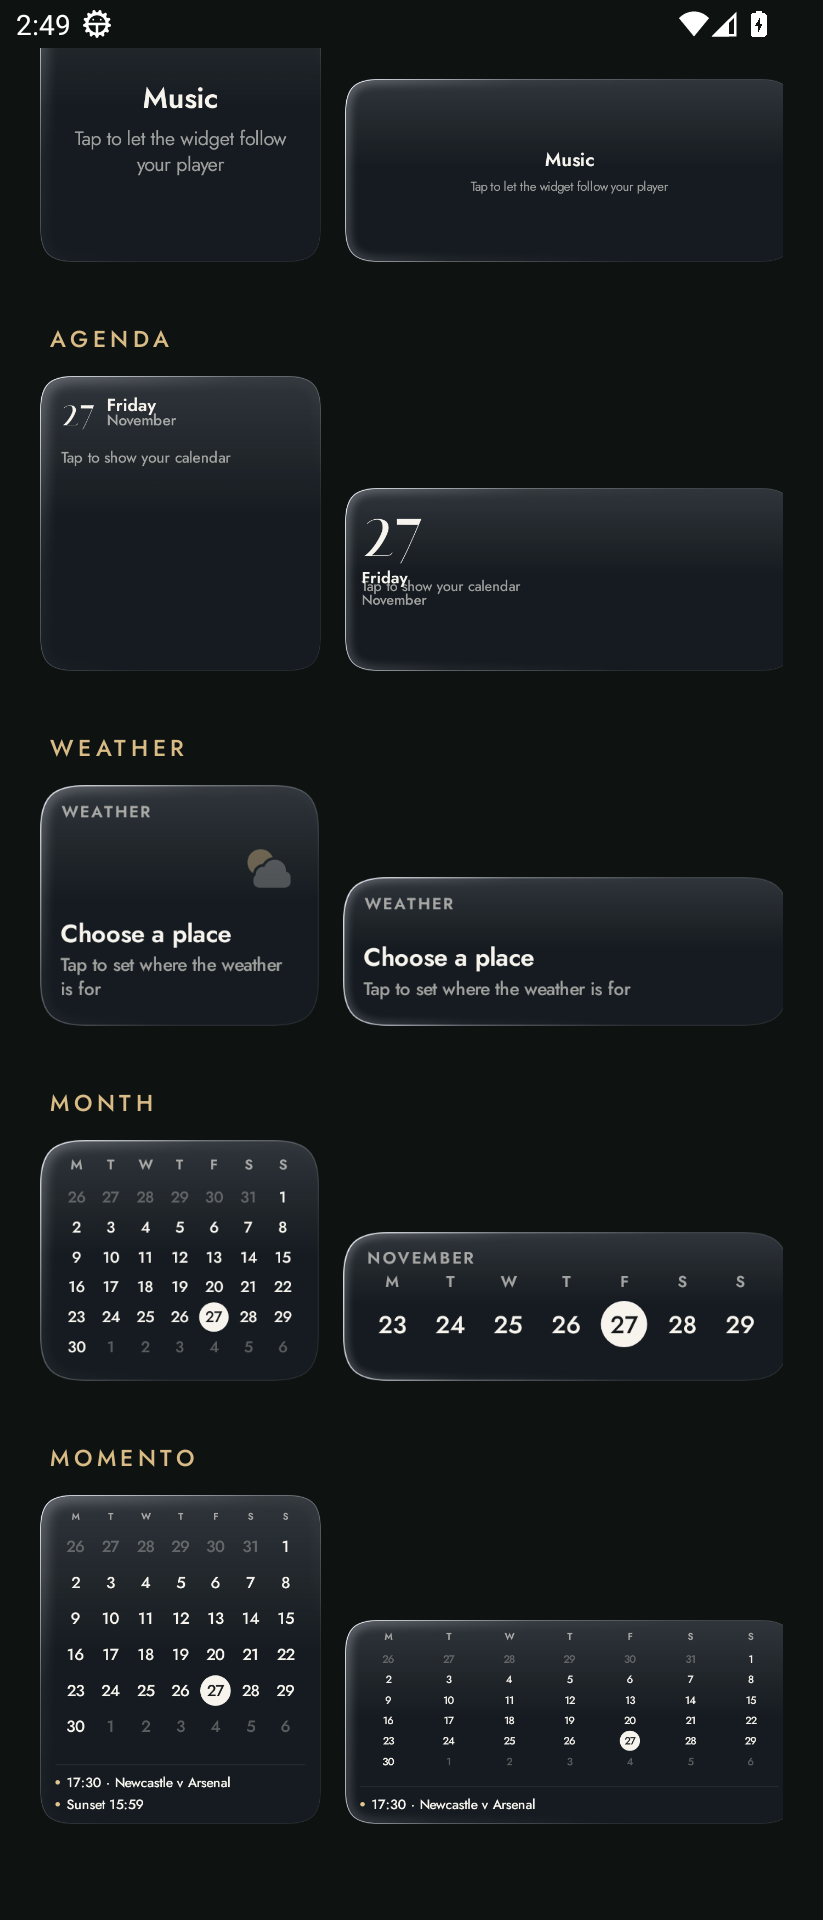 2:49
Music
Tap to let the widget follow
your player
Music
Tap to let the widget follow your player
AGENDA
27
Friday
November
Tap to show your calendar
27
Friday
Tap to show your calendar
November
WEATHER
WEATHER
Choose a place
Tap to set where the weather
is for
WEATHER
Choose a place
Tap to set where the weather is for
MONTH
M T W T F S S
26 27 28 29 30 31 1
2 3 4 5 6 7 8
9 10 11 12 13 14 15
16 17 18 19 20 21 22
23 24 25 26 27 28 29
30 1 2 3 4 5 6
NOVEMBER
M T W T F S S
23 24 25 26 27 28 29
MOMENTO
M T W T F S S
26 27 28 29 30 31 1
2 3 4 5 6 7 8
9 10 11 12 13 14 15
16 17 18 19 20 21 22
23 24 25 26 27 28 29
30 1 2 3 4 5 6
• 17:30 · Newcastle v Arsenal
• Sunset 15:59
M T W T F S S
26 27 28 29 30 31 1
2 3 4 5 6 7 8
9 10 11 12 13 14 15
16 17 18 19 20 21 22
23 24 25 26 27 28 29
30 1 2 3 4 5 6
• 17:30 · Newcastle v Arsenal